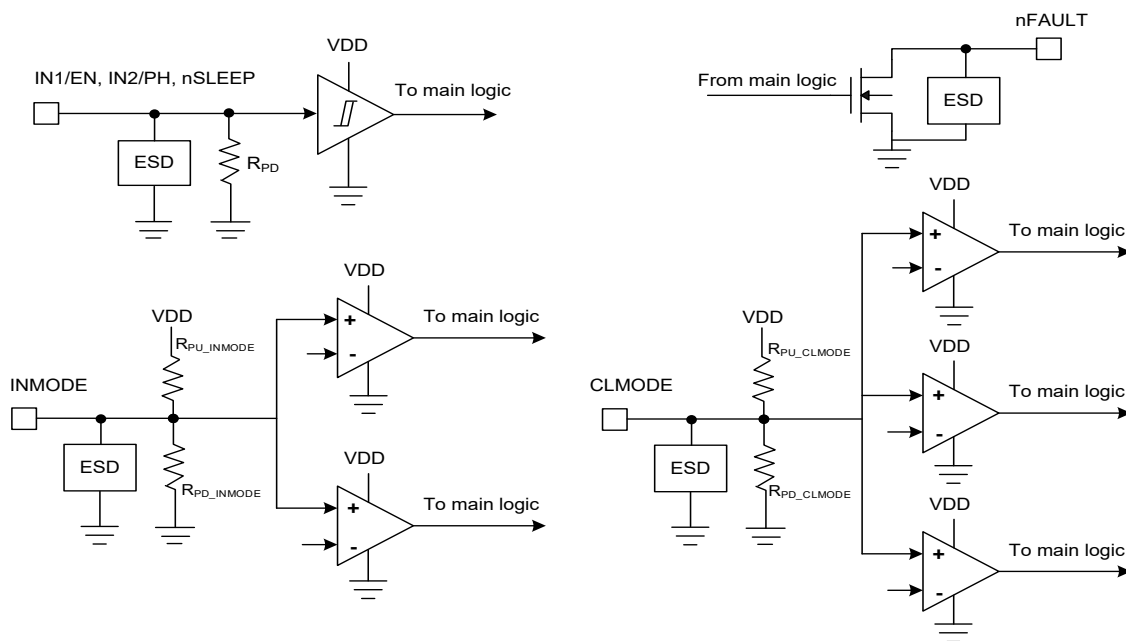 IN1/EN, IN2/PH, nSLEEP
VDD
To main logic
ESD
RPD
nFAULT
From main logic
ESD
INMODE
VDD
RPU_INMODE
ESD
RPD_INMODE
VDD
+
-
To main logic
VDD
+
-
To main logic
CLMODE
VDD
RPU_CLMODE
ESD
RPD_CLMODE
VDD
+
-
To main logic
VDD
+
-
To main logic
VDD
+
-
To main logic